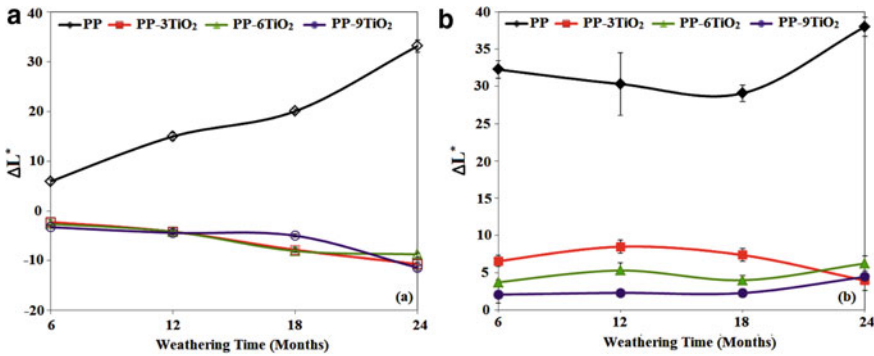 a
40
30
20
10
0
-10
-20
ΔL*
PP PP-3TiO₂ PP-6TiO₂ PP-9TiO₂
(a)
6 12 18 24
Weathering Time (Months)
b
40
35
30
25
20
15
10
5
0
ΔL*
PP PP-3TiO₂ PP-6TiO₂ PP-9TiO₂
(b)
6 12 18 24
Weathering Time (Months)